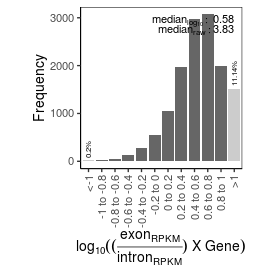 3000
2000
1000
0
Frequency
median_log10 : 0.58
median_raw : 3.83
0.2%
11.14%
<-1
-1 to -0.8
-0.8 to -0.6
-0.6 to -0.4
-0.4 to -0.2
-0.2 to 0
0 to 0.2
0.2 to 0.4
0.4 to 0.6
0.6 to 0.8
0.8 to 1
>1
log10((exonRPKM/intronRPKM) X Gene)